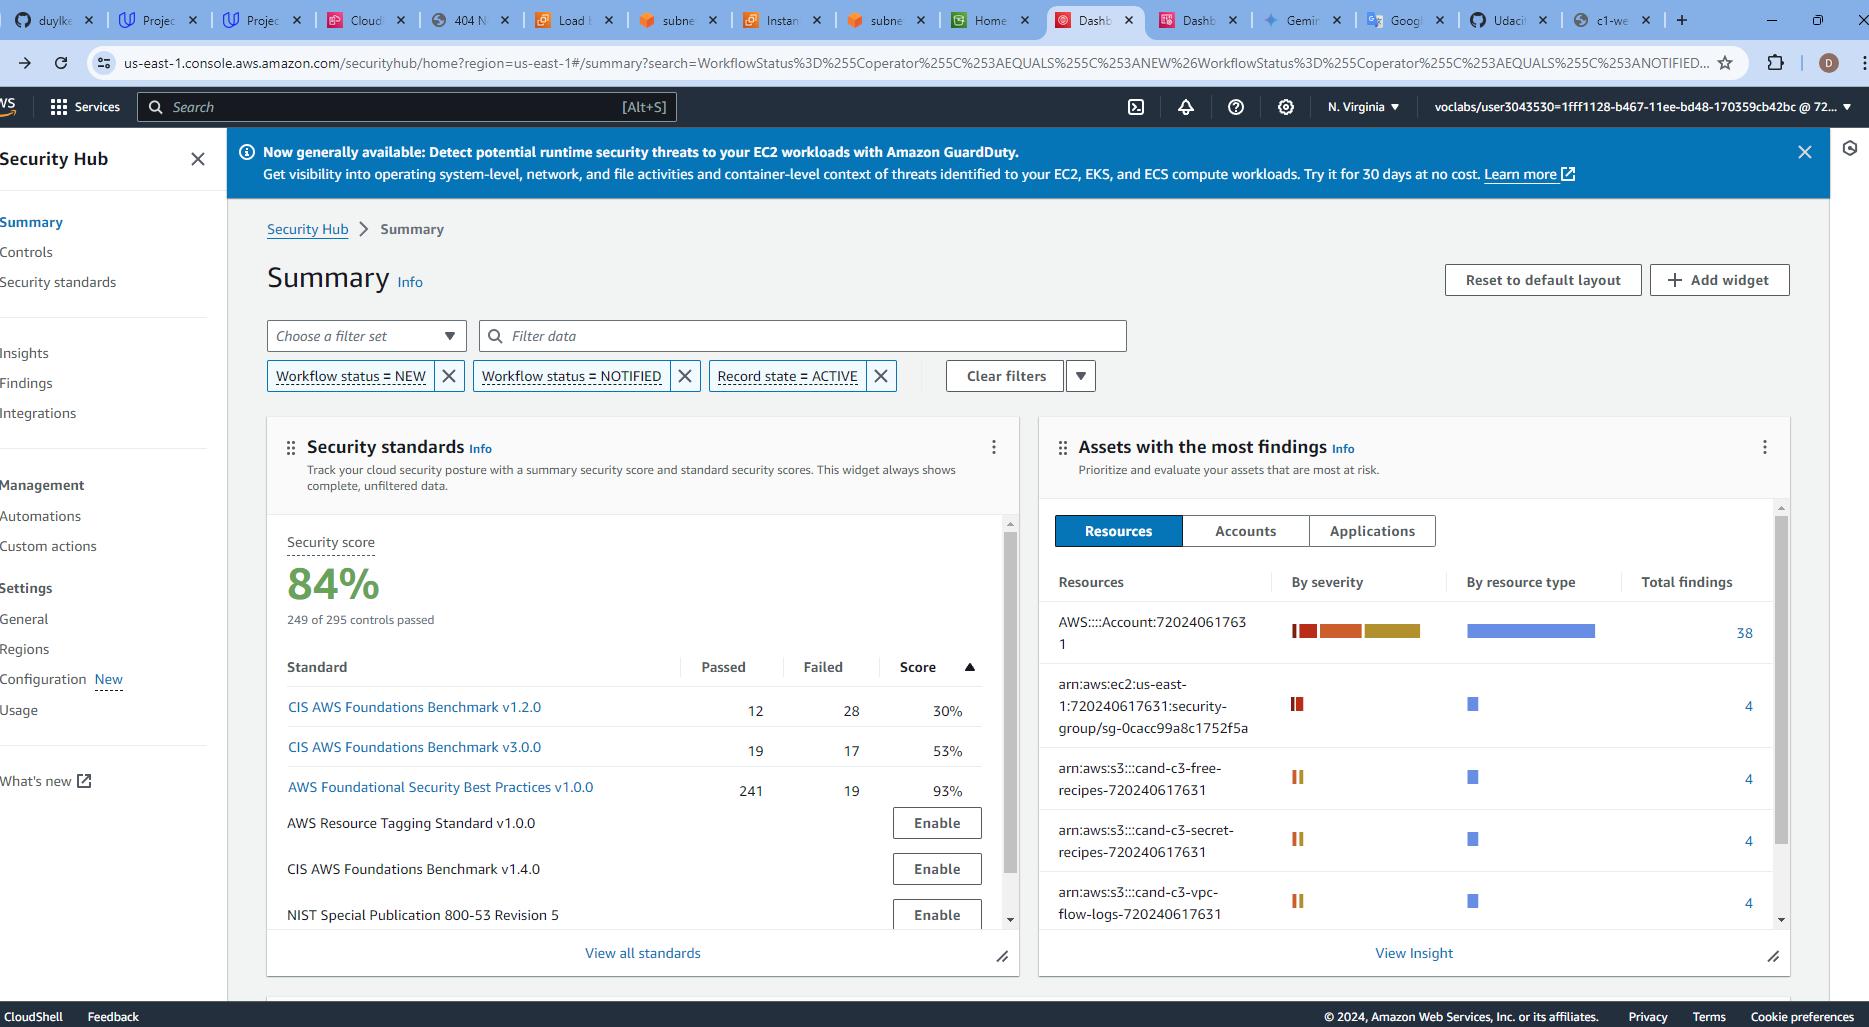 duylke
Projec
Projec
Cloud
404 N
Load b
subne
Instan
subne
Home
Dashb
Dashb
Gemin
Googl
Udaci
c1-we
us-east-1.console.aws.amazon.com/securityhub/home?region=us-east-1#/summary?search=WorkflowStatus%3D%255Coperator%255C%253AEQUALS%255C%253ANEW%26WorkflowStatus%3D%255Coperator%255C%253AEQUALS%255C%253ANOTIFIED...
D
Services
Search
[Alt+S]
N. Virginia
voclabs/user3043530=1fff1128-b467-11ee-bd48-170359cb42bc @ 72...
Security Hub
Now generally available: Detect potential runtime security threats to your EC2 workloads with Amazon GuardDuty.
Get visibility into operating system-level, network, and file activities and container-level context of threats identified to your EC2, EKS, and ECS compute workloads. Try it for 30 days at no cost. Learn more
Summary
Controls
Security standards
Insights
Findings
Integrations
Management
Automations
Custom actions
Settings
General
Regions
Configuration New
Usage
What's new
Security Hub
Summary
Summary Info
Reset to default layout
Add widget
Choose a filter set
Filter data
Workflow status = NEW
Workflow status = NOTIFIED
Record state = ACTIVE
Clear filters
Security standards Info
Track your cloud security posture with a summary security score and standard security scores. This widget always shows
complete, unfiltered data.
Security score
84%
249 of 295 controls passed
Standard Passed Failed Score
CIS AWS Foundations Benchmark v1.2.0 12 28 30%
CIS AWS Foundations Benchmark v3.0.0 19 17 53%
AWS Foundational Security Best Practices v1.0.0 241 19 93%
AWS Resource Tagging Standard v1.0.0 Enable
CIS AWS Foundations Benchmark v1.4.0 Enable
NIST Special Publication 800-53 Revision 5 Enable
View all standards
Assets with the most findings Info
Prioritize and evaluate your assets that are most at risk.
Resources Accounts Applications
Resources By severity By resource type Total findings
AWS::::Account:72024061763
1
38
arn:aws:ec2:us-east-
1:720240617631:security-
group/sg-0cacc99a8c1752f5a
4
arn:aws:s3:::cand-c3-free-
recipes-720240617631
4
arn:aws:s3:::cand-c3-secret-
recipes-720240617631
4
arn:aws:s3:::cand-c3-vpc-
flow-logs-720240617631
4
View Insight
CloudShell
Feedback
© 2024, Amazon Web Services, Inc. or its affiliates.
Privacy
Terms
Cookie preferences